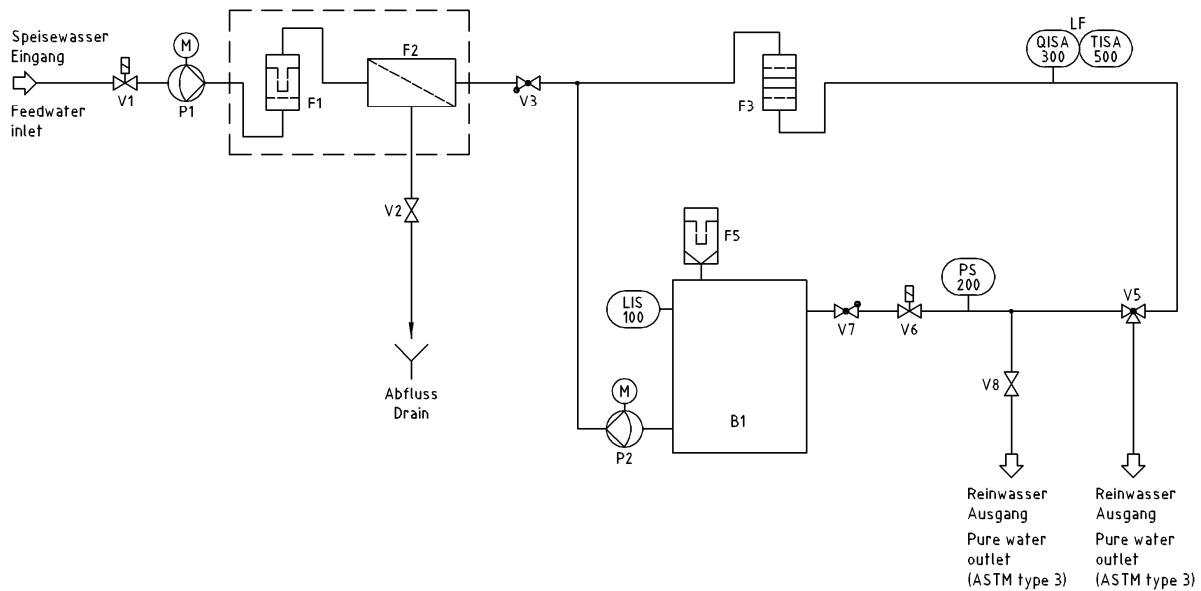 Speisewasser
Eingang
Feedwater
inlet
V1
M
P1
F1
F2
V2
Abfluss
Drain
V3
F3
LF
QISA
300
TISA
500
F5
LIS
100
B1
M
P2
V7
V6
PS
200
V5
V8
Reinwasser
Ausgang
Pure water
outlet
(ASTM type 3)
Reinwasser
Ausgang
Pure water
outlet
(ASTM type 3)